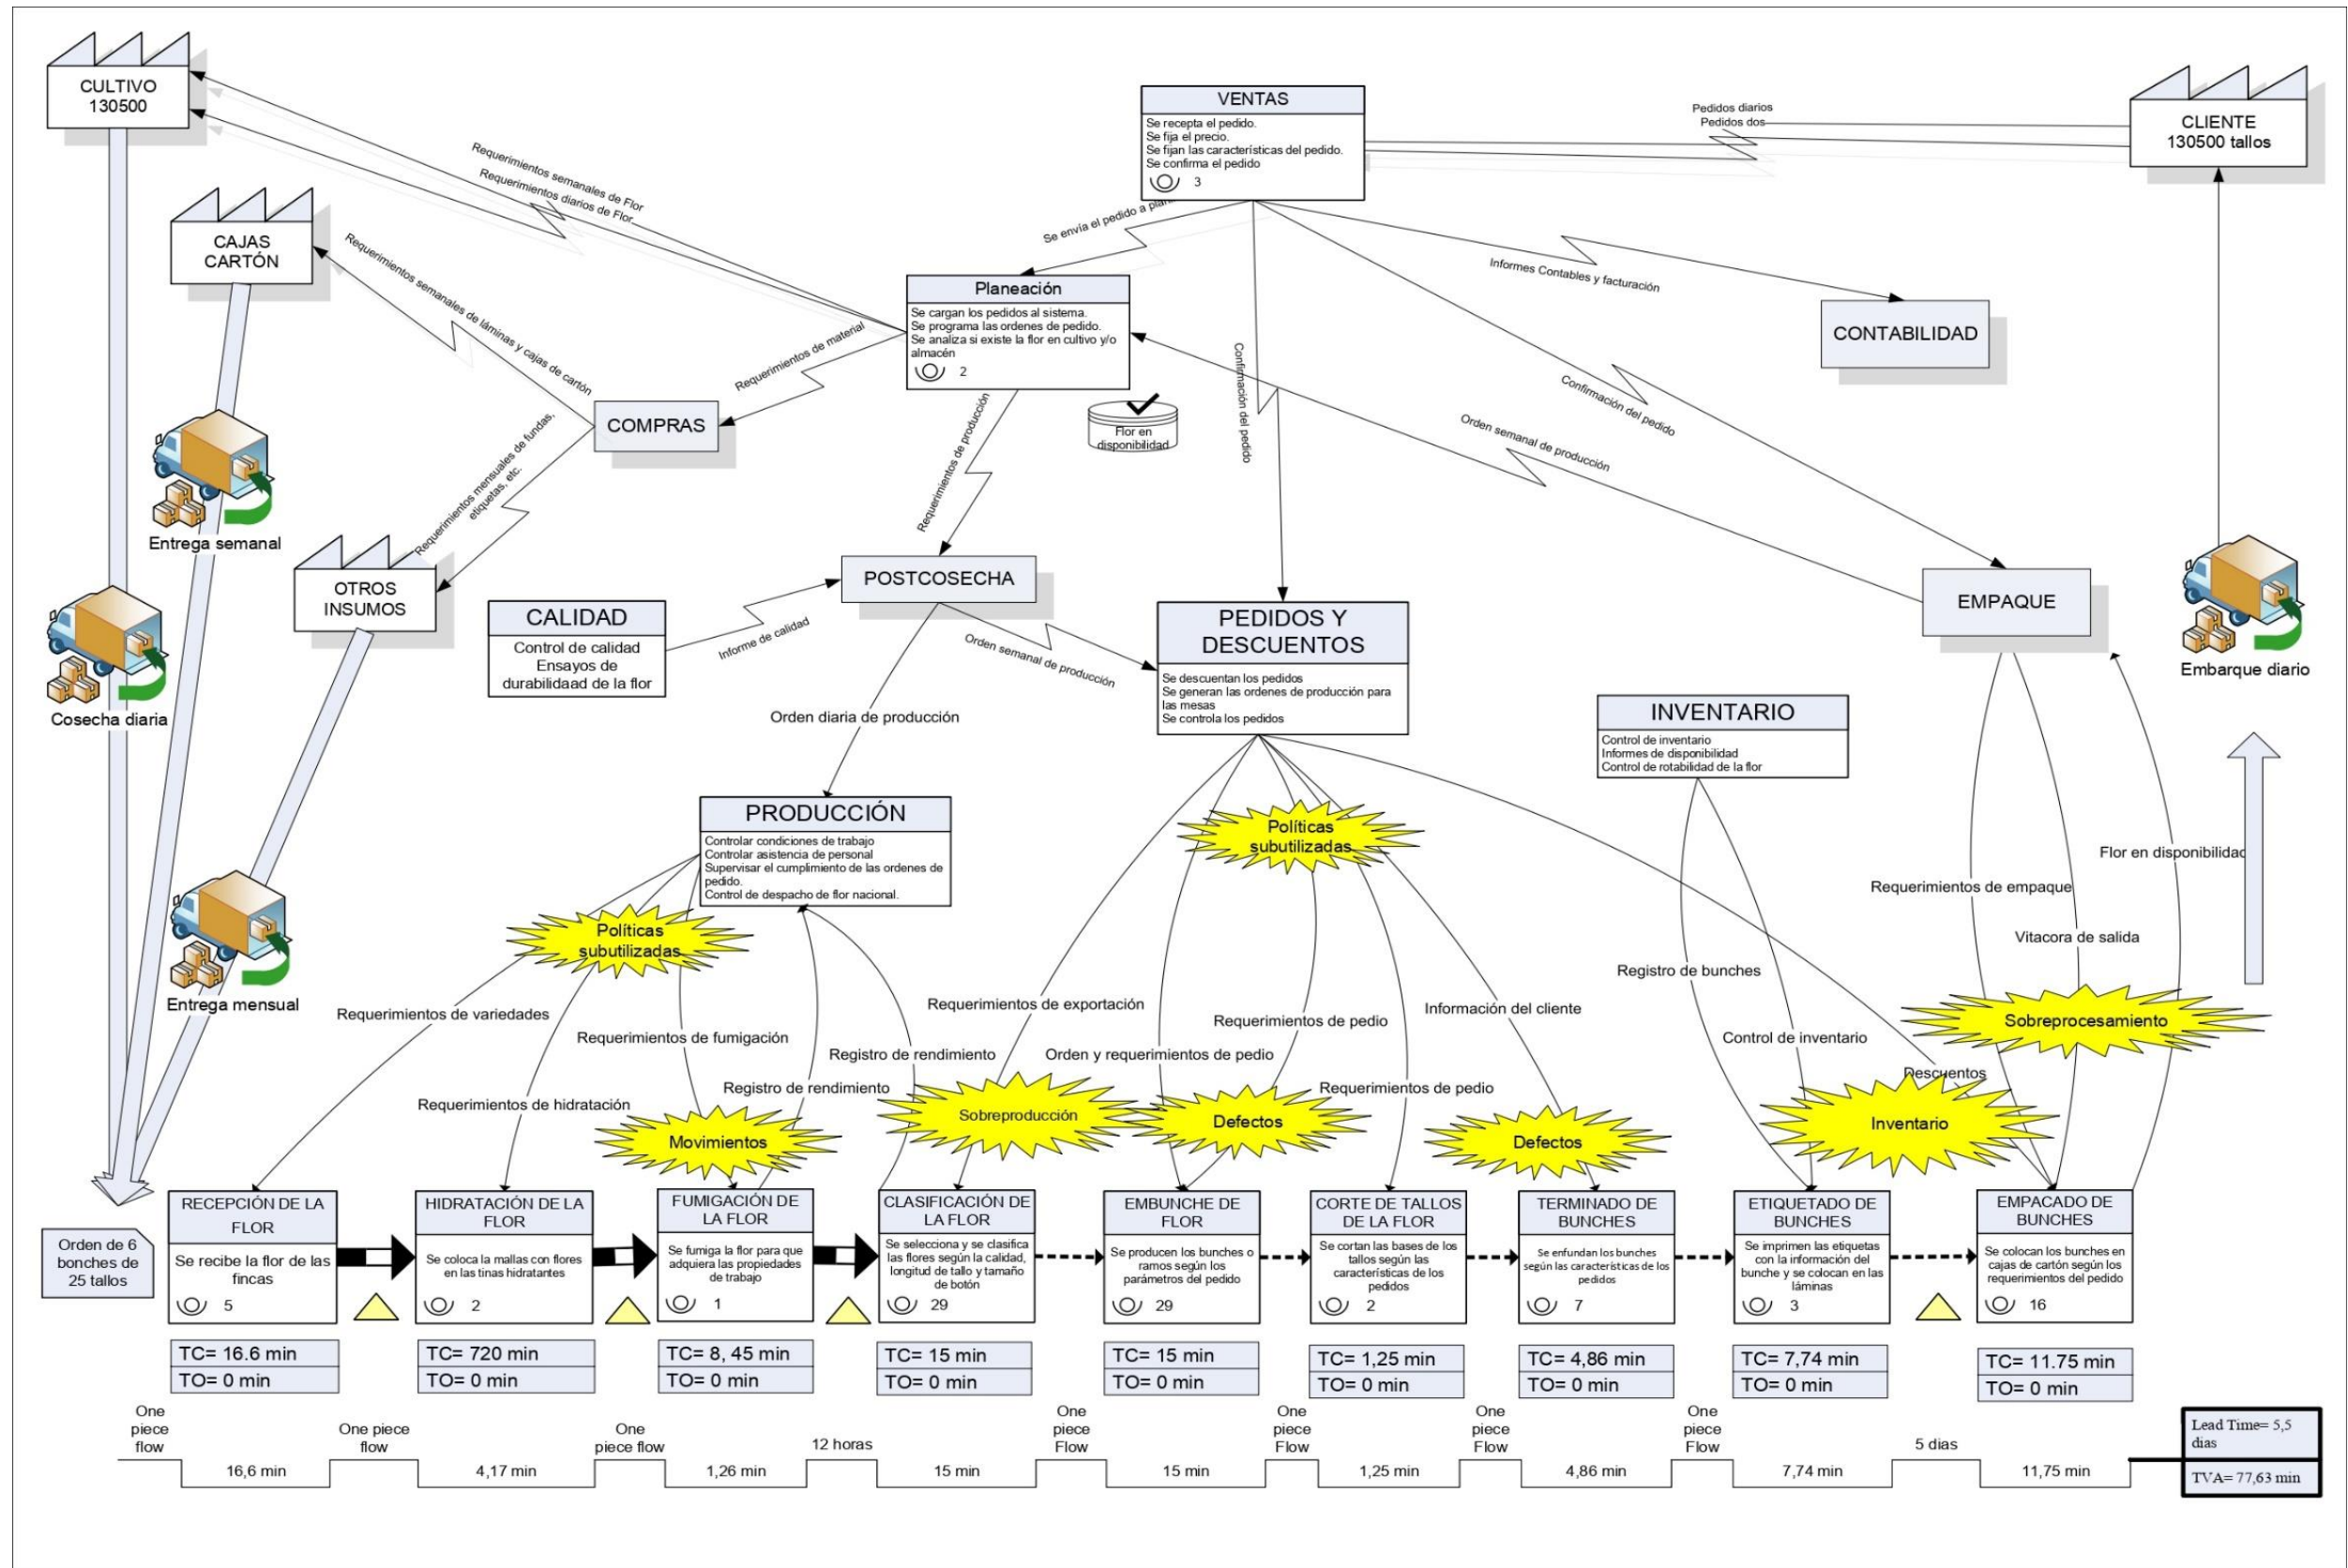 CULTIVO
130500
VENTAS
Se recepta el pedido.
Se fija el precio.
Se fijan las características del pedido.
Se confirma el pedido
3
Pedidos diarios
Pedidos dos
CLIENTE
130500 tallos
Requerimientos semanales de Flor
Requerimientos diarios de Flor
CAJAS
CARTÓN
Se envía el pedido a
Informes Contables y facturación
Requerimientos semanales de láminas y cajas de cartón
Planeación
Se cargan los pedidos al sistema.
Se programa las ordenes de pedido.
Se analiza si existe la flor en cultivo y/o
almacén
2
CONTABILIDAD
Requerimientos de material
Confirmación del pedido
Confirmación del pedido
COMPRAS
Flor en
disponibilidad
Orden semanal de producción
Requerimientos de producción
Requerimientos mensuales de fundas,
etiquetas, etc.
Entrega semanal
OTROS
INSUMOS
POSTCOSECHA
EMPAQUE
CALIDAD
Control de calidad
Ensayos de
durabilidaad de la flor
Informe de calidad
Orden semanal de producción
PEDIDOS Y
DESCUENTOS
Se descuentan los pedidos
Se generan las ordenes de producción para
las mesas
Se controla los pedidos
Embarque diario
Cosecha diaria
Orden diaria de producción
INVENTARIO
Control de inventario
Informes de disponibilidad
Control de rotabilidad de la flor
PRODUCCIÓN
Controlar condiciones de trabajo
Controlar asistencia de personal
Supervisar el cumplimiento de las ordenes de
pedido.
Control de despacho de flor nacional.
Políticas
subutilizadas
Flor en disponibilidad
Requerimientos de empaque
Políticas
subutilizadas
Vitacora de salida
Registro de bunches
Entrega mensual
Requerimientos de variedades
Requerimientos de exportación
Información del cliente
Requerimientos de pedio
Sobreprocesamiento
Requerimientos de fumigación
Control de inventario
Registro de rendimiento
Orden y requerimientos de pedio
Descuentos
Registro de rendimiento
Requerimientos de pedio
Requerimientos de hidratación
Sobreproducción
Defectos
Inventario
Movimientos
Defectos
Orden de 6
bonches de
25 tallos
RECEPCIÓN DE LA
FLOR
Se recibe la flor de las
fincas
5
HIDRATACIÓN DE LA
FLOR
Se coloca la mallas con flores
en las tinas hidratantes
2
FUMIGACIÓN DE
LA FLOR
Se fumiga la flor para que
adquiera las propiedades
de trabajo
1
CLASIFICACIÓN DE
LA FLOR
Se selecciona y se clasifica
las flores según la calidad,
longitud de tallo y tamaño
de botón
29
EMBUNCHE DE
FLOR
Se producen los bunches o
ramos según los
parámetros del pedido
29
CORTE DE TALLOS
DE LA FLOR
Se cortan las bases de los
tallos según las
características de los
pedidos
2
TERMINADO DE
BUNCHES
Se enfundan los bunches
según las características de los
pedidos
7
ETIQUETADO DE
BUNCHES
Se imprimen las etiquetas
con la información del
bunche y se colocan en las
láminas
3
EMPACADO DE
BUNCHES
Se colocan los bunches en
cajas de cartón según los
requerimientos del pedido
16
TC= 16.6 min
TO= 0 min
TC= 720 min
TO= 0 min
TC= 8, 45 min
TO= 0 min
TC= 15 min
TO= 0 min
TC= 15 min
TO= 0 min
TC= 1,25 min
TO= 0 min
TC= 4,86 min
TO= 0 min
TC= 7,74 min
TO= 0 min
TC= 11.75 min
TO= 0 min
One
piece
flow
16,6 min
One piece
flow
4,17 min
One
piece flow
1,26 min
12 horas
15 min
One
piece
Flow
15 min
One
piece
Flow
1,25 min
One
piece
Flow
4,86 min
One
piece
Flow
7,74 min
5 dias
11,75 min
Lead Time= 5,5
dias
TVA= 77,63 min